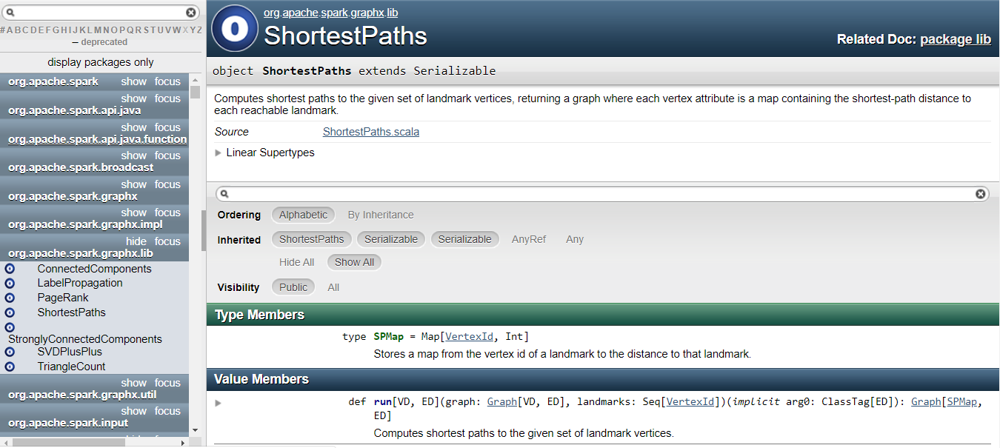 #ABCDEFGHIJKLMNOPQRSTUVWXYZ
– deprecated
display packages only
org.apache.spark show focus
show focus
org.apache.spark.api.java
show focus
org.apache.spark.api.java.function
show focus
org.apache.spark.broadcast
show focus
org.apache.spark.graphx
show focus
org.apache.spark.graphx.impl
hide focus
org.apache.spark.graphx.lib
ConnectedComponents
LabelPropagation
PageRank
ShortestPaths
StronglyConnectedComponents
SVDPlusPlus
TriangleCount
show focus
org.apache.spark.graphx.util
show focus
org.apache.spark.input
O
org.apache.spark.graphx.lib
ShortestPaths
Related Doc: package lib
object ShortestPaths extends Serializable
Computes shortest paths to the given set of landmark vertices, returning a graph where each vertex attribute is a map containing the shortest-path distance to
each reachable landmark.
Source ShortestPaths.scala
Linear Supertypes
Ordering Alphabetic By Inheritance
Inherited ShortestPaths Serializable Serializable AnyRef Any
Hide All Show All
Visibility Public All
Type Members
type SPMap = Map[VertexId, Int]
Stores a map from the vertex id of a landmark to the distance to that landmark.
Value Members
def run[VD, ED](graph: Graph[VD, ED], landmarks: Seq[VertexId])(implicit arg0: ClassTag[ED]): Graph[SPMap,
ED]
Computes shortest paths to the given set of landmark vertices.